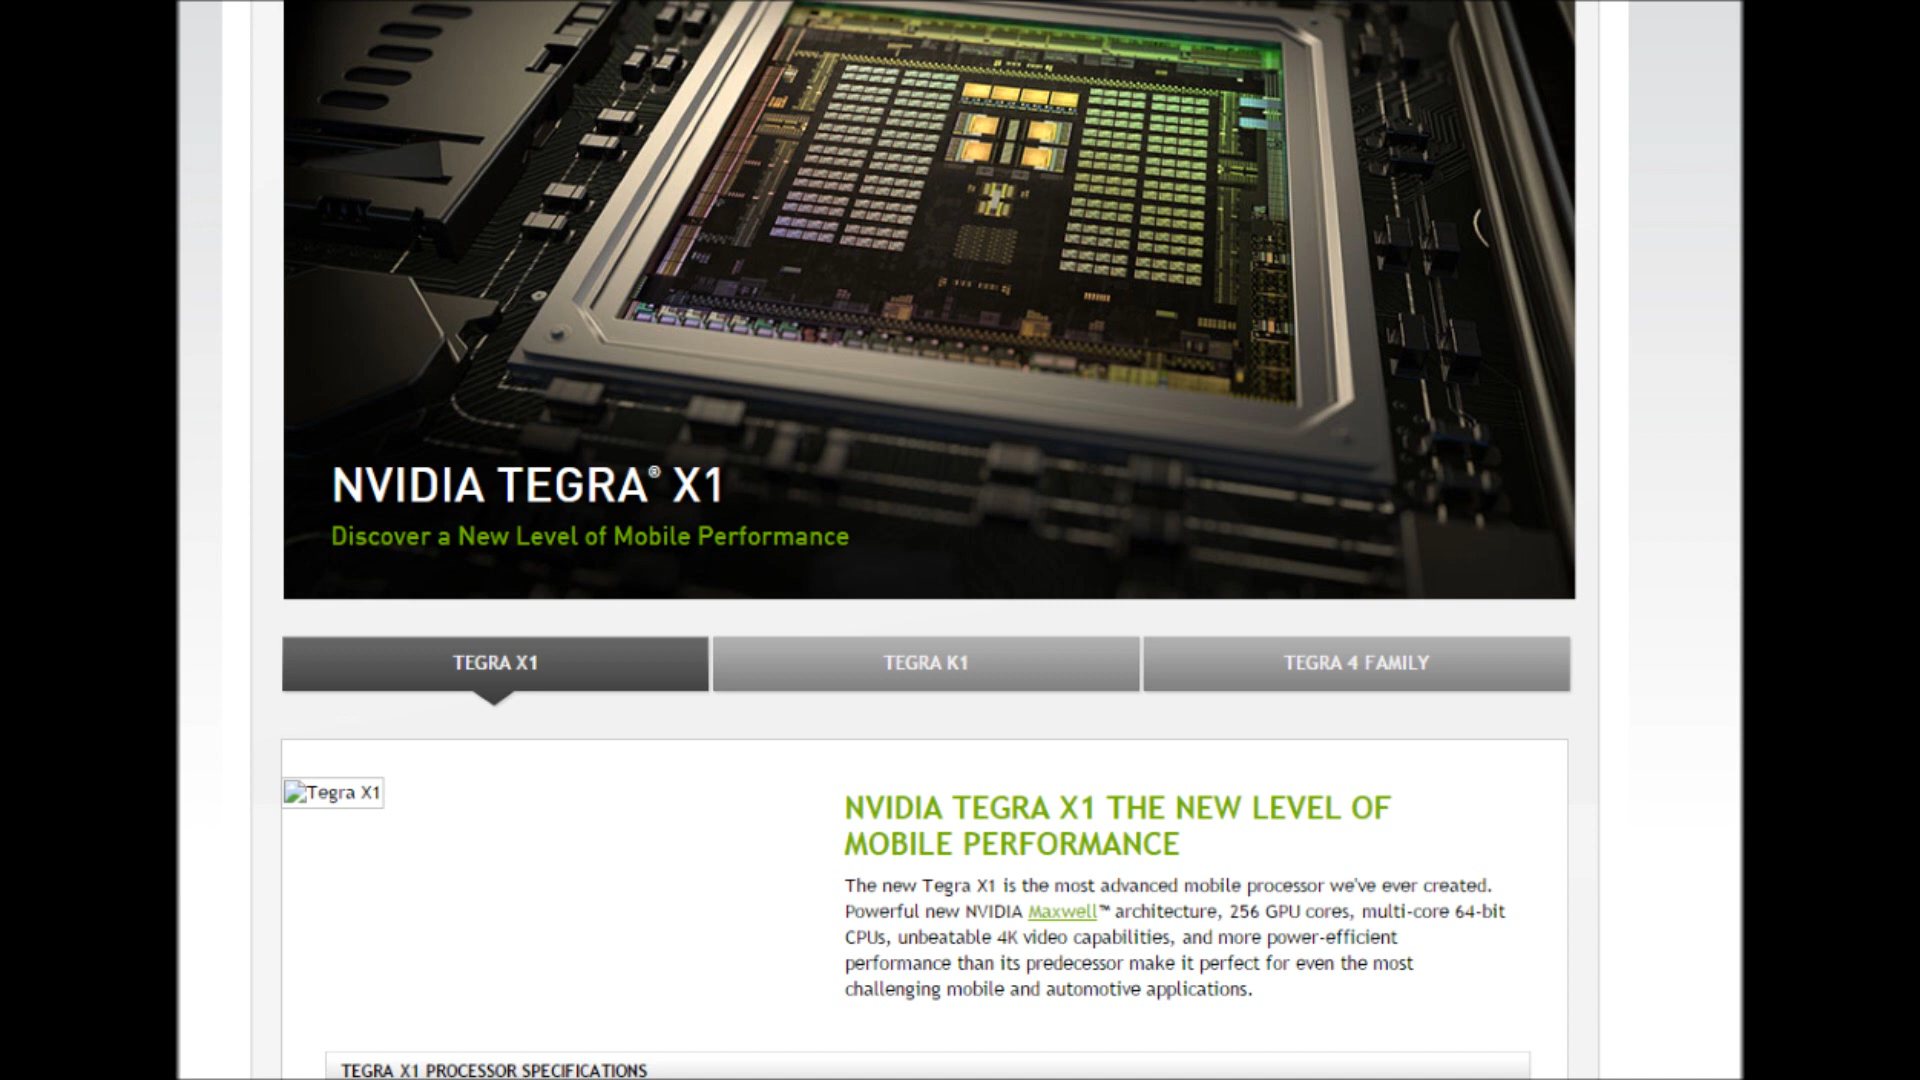 NVIDIA TEGRA® X1
Discover a New Level of Mobile Performance
TEGRA X1
TEGRA K1
TEGRA 4 FAMILY
Tegra X1
NVIDIA TEGRA X1 THE NEW LEVEL OF
MOBILE PERFORMANCE
The new Tegra X1 is the most advanced mobile processor we've ever created.
Powerful new NVIDIA Maxwell™ architecture, 256 GPU cores, multi-core 64-bit
CPUs, unbeatable 4K video capabilities, and more power-efficient
performance than its predecessor make it perfect for even the most
challenging mobile and automotive applications.
TEGRA X1 PROCESSOR SPECIFICATIONS